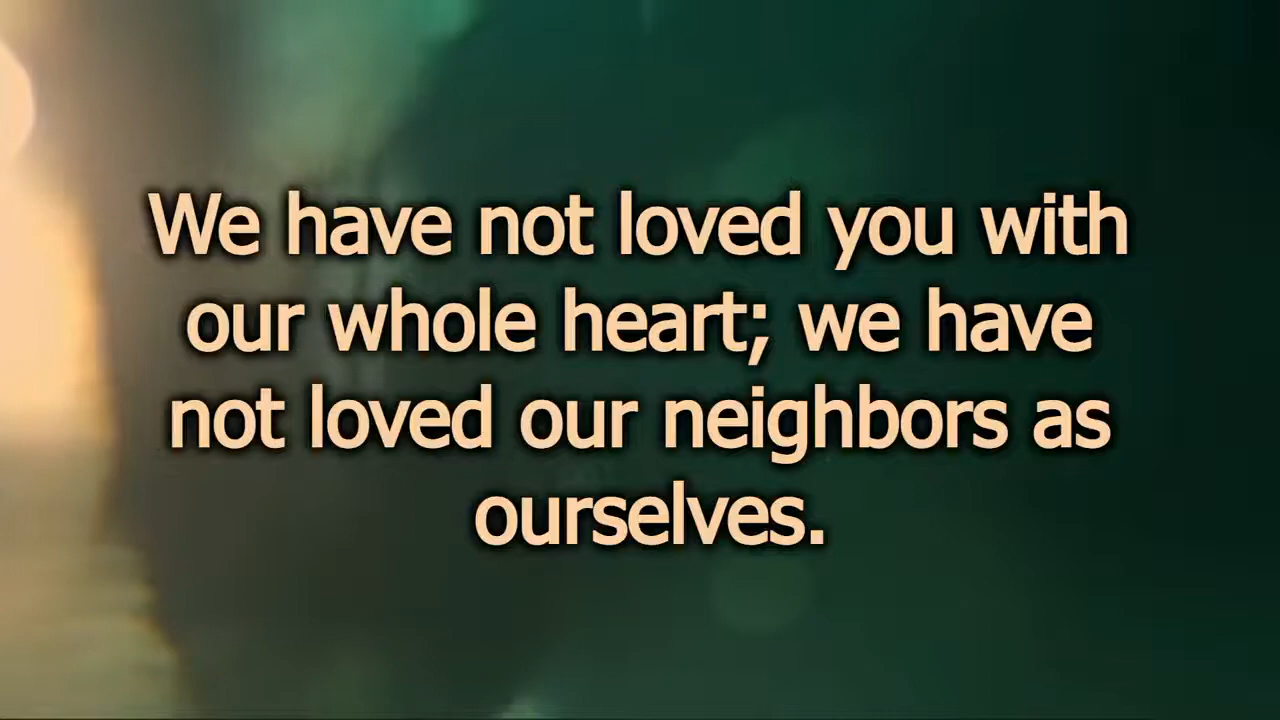 We have not loved you with
our whole heart; we have
not loved our neighbors as
ourselves.